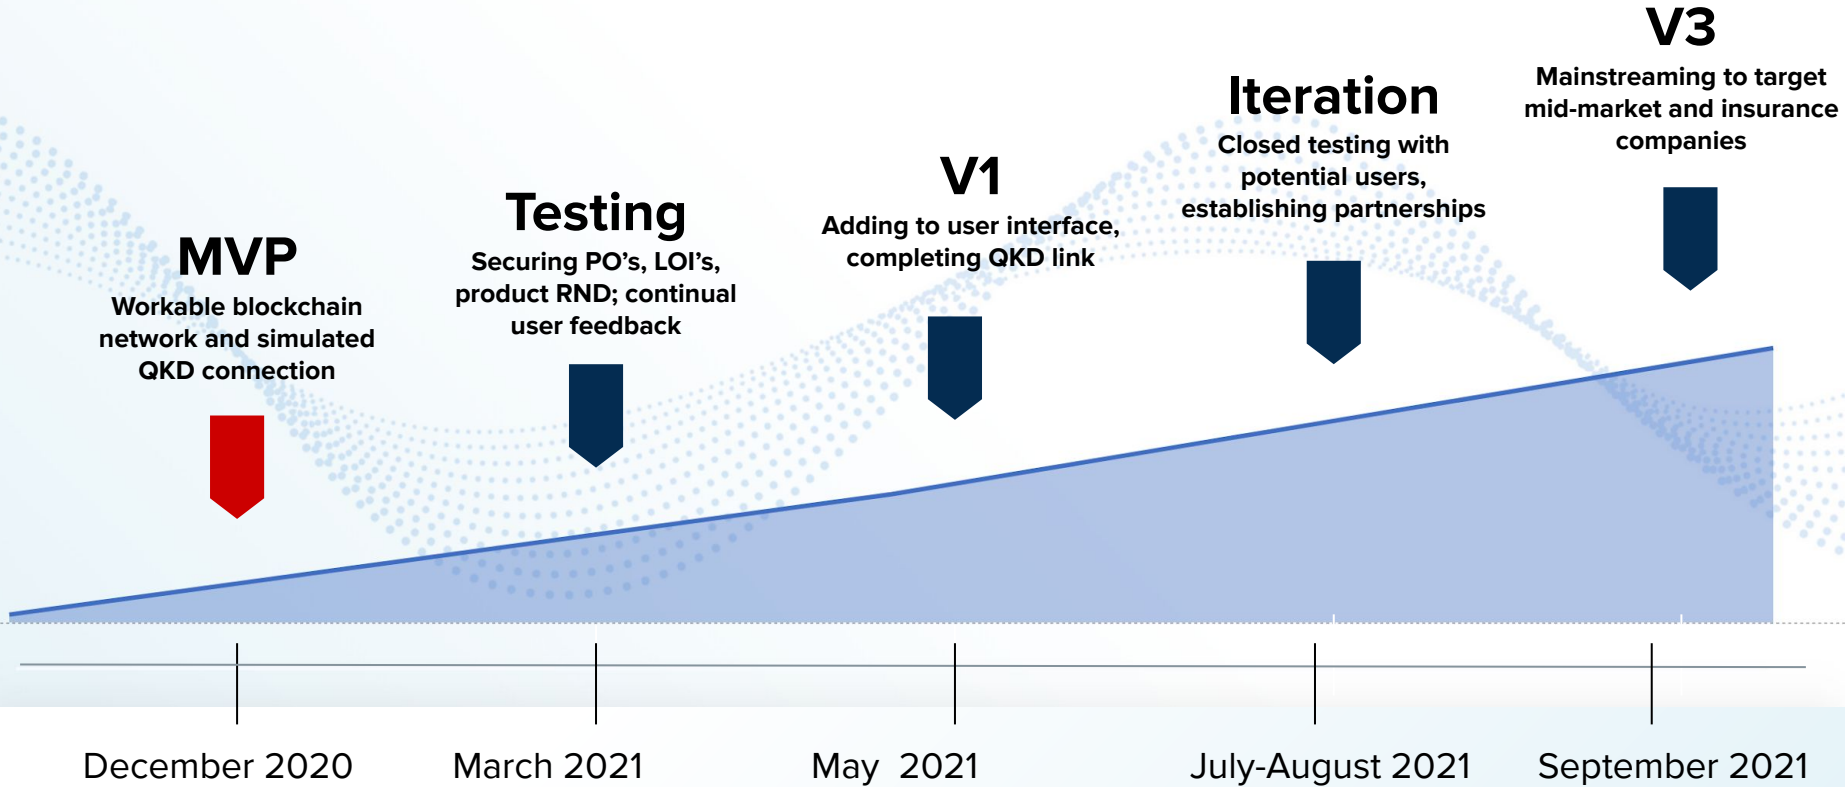 MVP
Workable blockchain
network and simulated
QKD connection
Testing
Securing PO’s, LOI’s,
product RND; continual
user feedback
V1
Adding to user interface,
completing QKD link
Iteration
Closed testing with
potential users,
establishing partnerships
V3
Mainstreaming to target
mid-market and insurance
companies
December 2020
March 2021
May 2021
July-August 2021
September 2021